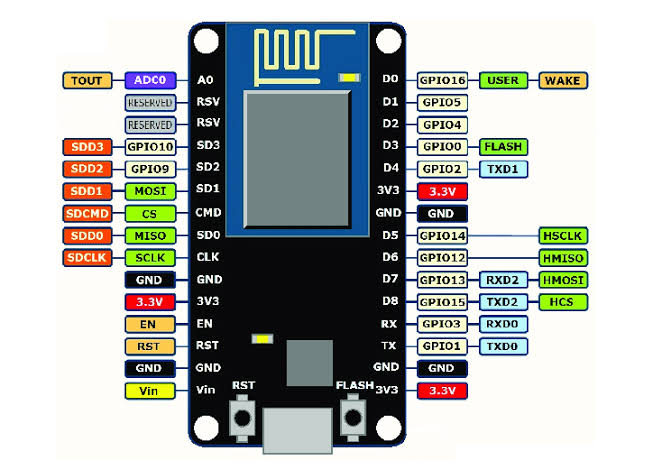 TOUT ADC0 A0 D0 GPIO16 USER WAKE
RESERVED RSV D1 GPIO5
RESERVED RSV D2 GPIO4
SDD3 GPIO10 SD3 D3 GPIO0 FLASH
SDD2 GPIO9 SD2 D4 GPIO2 TXD1
SDD1 MOSI SD1 3V3 3.3V
SDCMD CS CMD GND GND
SDD0 MISO SD0 D5 GPIO14 HSCLK
SDCLK SCLK CLK D6 GPIO12 HMISO
GND GND D7 GPIO13 RXD2 HMOSI
3.3V 3V3 D8 GPIO15 TXD2 HCS
EN EN RX GPIO3 RXD0
RST RST TX GPIO1 TXD0
GND GND GND GND
Vin Vin RST FLASH 3V3 3.3V